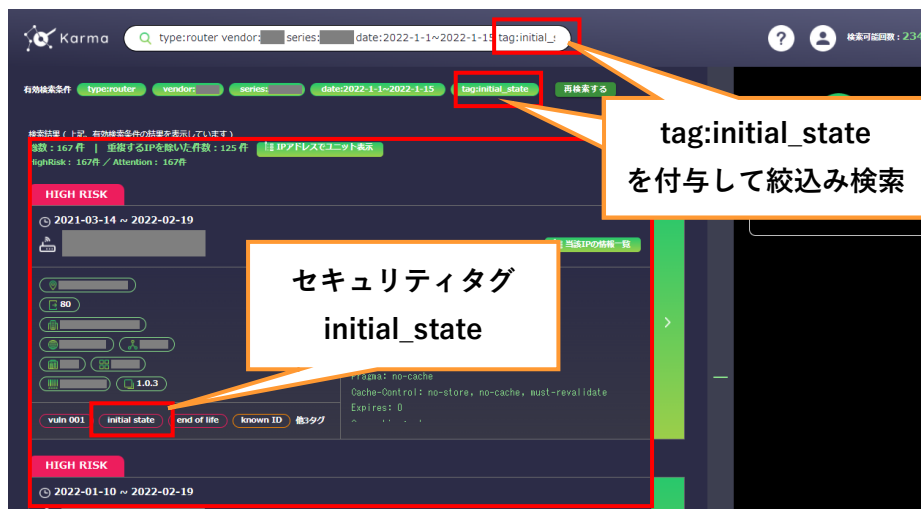 Karma
type:router vendor: series: date:2022-1-1~2022-1-15 tag:initial_s
検索可能回数：234
有効検索条件 type:router vendor: series: date:2022-1-1~2022-1-15 tag:initial_state 再検索する
tag:initial_state
を付与して絞込み検索
検索結果 ( 上記、有効検索条件の結果を表示しています )
総数：167 件 | 重複するIPを除いた件数：125 件 IPアドレスでユニット表示
HighRisk： 167件 ／ Attention： 167件
HIGH RISK
2021-03-14 ~ 2022-02-19
当該IPの情報一覧
セキュリティタグ
initial_state
80
1.0.3
Pragma: no-cache
Cache-Control: no-store, no-cache, must-revalidate
Expires: 0
vuln 001 initial state end of life known ID 他3タグ
HIGH RISK
2022-01-10 ~ 2022-02-19